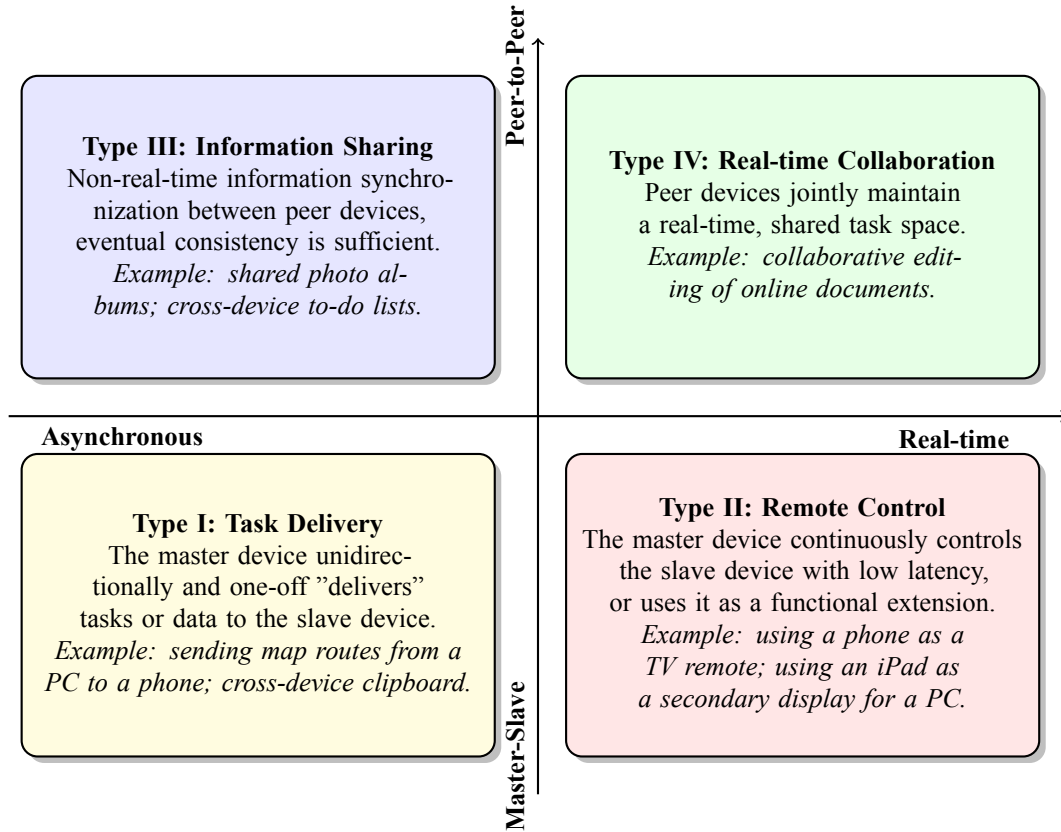 Peer-to-Peer
Type III: Information Sharing
Non-real-time information synchro-
nization between peer devices,
eventual consistency is sufficient.
Example: shared photo al-
bums; cross-device to-do lists.
Type IV: Real-time Collaboration
Peer devices jointly maintain
a real-time, shared task space.
Example: collaborative edit-
ing of online documents.
Asynchronous
Real-time
Type I: Task Delivery
The master device unidirec-
tionally and one-off ”delivers”
tasks or data to the slave device.
Example: sending map routes from a
PC to a phone; cross-device clipboard.
Type II: Remote Control
The master device continuously controls
the slave device with low latency,
or uses it as a functional extension.
Example: using a phone as a
TV remote; using an iPad as
a secondary display for a PC.
Master-Slave